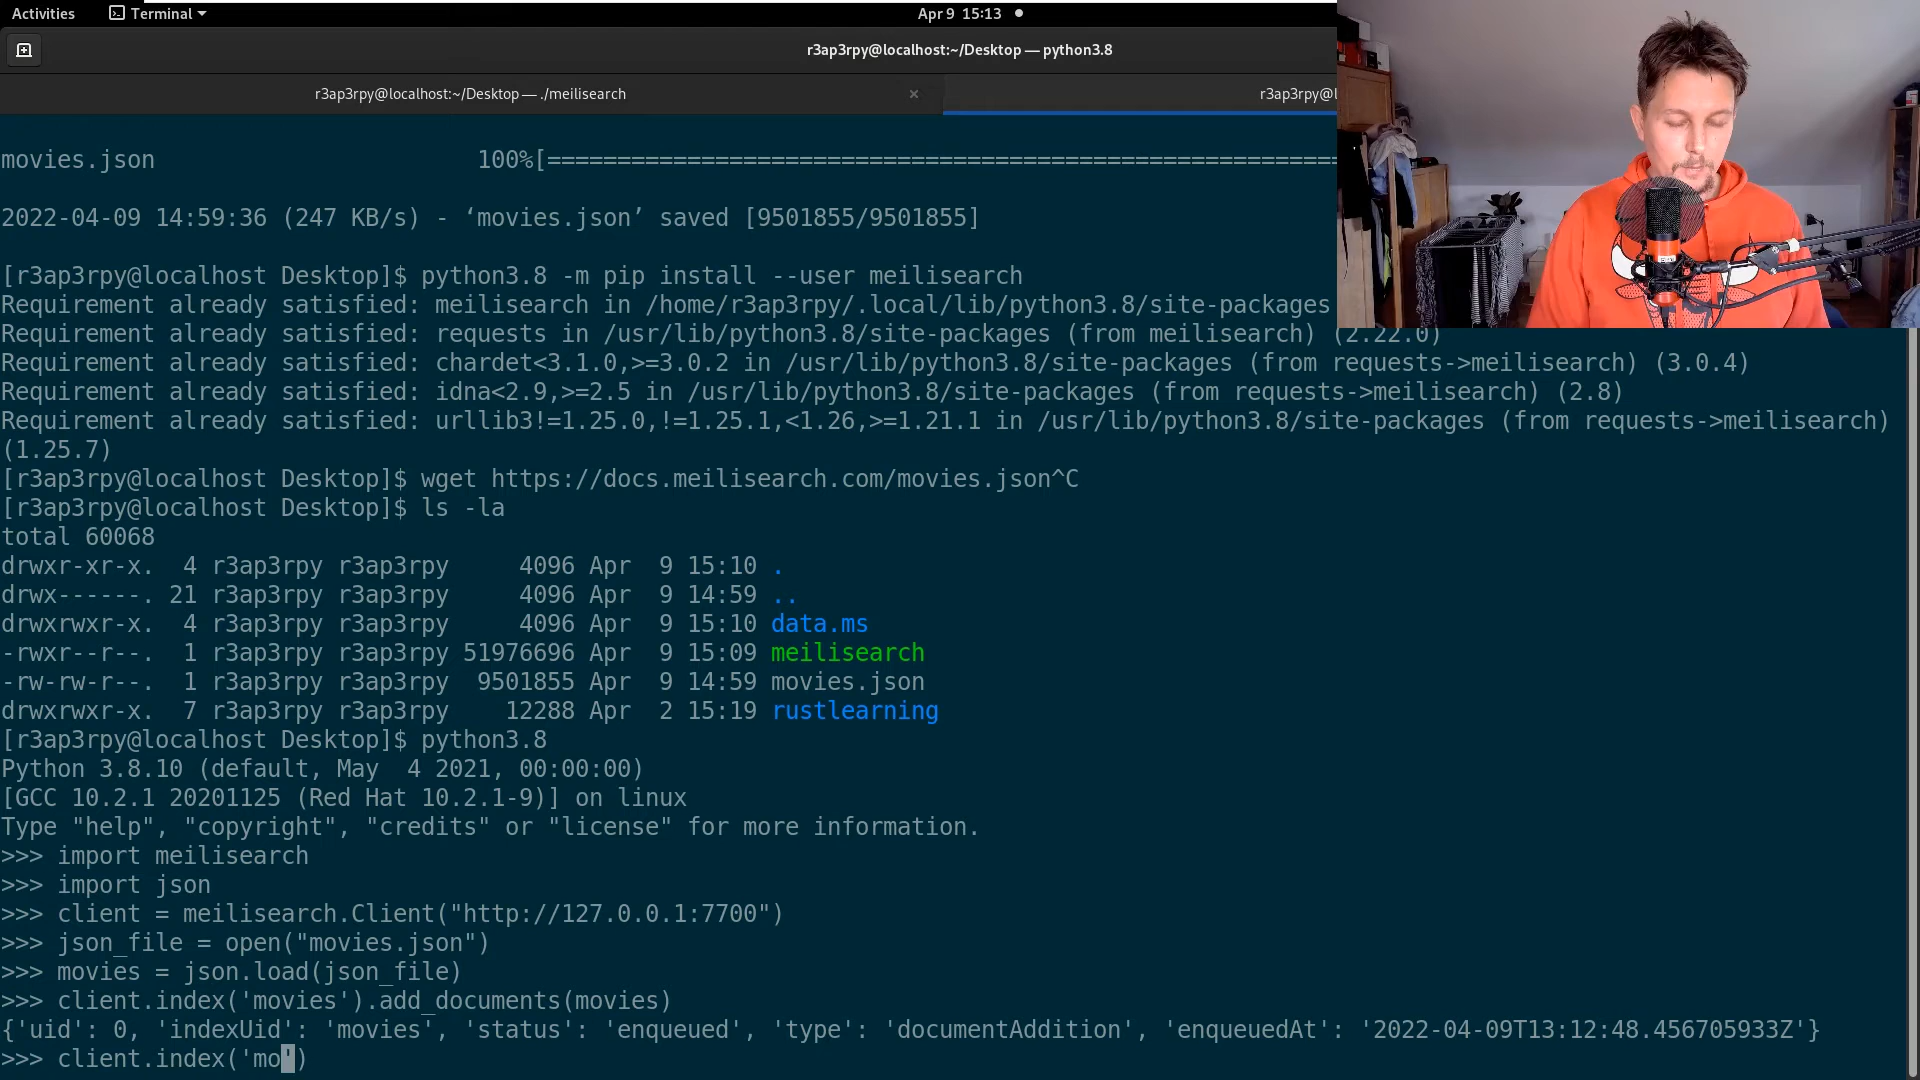 Activities Terminal Apr 9 15:13
r3ap3rpy@localhost:~/Desktop — python3.8
r3ap3rpy@localhost:~/Desktop — ./meilisearch × r3ap3rpy@l
movies.json 100%[========================================================
2022-04-09 14:59:36 (247 KB/s) - ‘movies.json’ saved [9501855/9501855]
[r3ap3rpy@localhost Desktop]$ python3.8 -m pip install --user meilisearch
Requirement already satisfied: meilisearch in /home/r3ap3rpy/.local/lib/python3.8/site-packages
Requirement already satisfied: requests in /usr/lib/python3.8/site-packages (from meilisearch) (2.22.0)
Requirement already satisfied: chardet<3.1.0,>=3.0.2 in /usr/lib/python3.8/site-packages (from requests->meilisearch) (3.0.4)
Requirement already satisfied: idna<2.9,>=2.5 in /usr/lib/python3.8/site-packages (from requests->meilisearch) (2.8)
Requirement already satisfied: urllib3!=1.25.0,!=1.25.1,<1.26,>=1.21.1 in /usr/lib/python3.8/site-packages (from requests->meilisearch)
(1.25.7)
[r3ap3rpy@localhost Desktop]$ wget https://docs.meilisearch.com/movies.json^C
[r3ap3rpy@localhost Desktop]$ ls -la
total 60068
drwxr-xr-x. 4 r3ap3rpy r3ap3rpy 4096 Apr 9 15:10 .
drwx------. 21 r3ap3rpy r3ap3rpy 4096 Apr 9 14:59 ..
drwxrwxr-x. 4 r3ap3rpy r3ap3rpy 4096 Apr 9 15:10 data.ms
-rwxr--r--. 1 r3ap3rpy r3ap3rpy 51976696 Apr 9 15:09 meilisearch
-rw-rw-r--. 1 r3ap3rpy r3ap3rpy 9501855 Apr 9 14:59 movies.json
drwxrwxr-x. 7 r3ap3rpy r3ap3rpy 12288 Apr 2 15:19 rustlearning
[r3ap3rpy@localhost Desktop]$ python3.8
Python 3.8.10 (default, May 4 2021, 00:00:00)
[GCC 10.2.1 20201125 (Red Hat 10.2.1-9)] on linux
Type "help", "copyright", "credits" or "license" for more information.
>>> import meilisearch
>>> import json
>>> client = meilisearch.Client("http://127.0.0.1:7700")
>>> json_file = open("movies.json")
>>> movies = json.load(json_file)
>>> client.index('movies').add_documents(movies)
{'uid': 0, 'indexUid': 'movies', 'status': 'enqueued', 'type': 'documentAddition', 'enqueuedAt': '2022-04-09T13:12:48.456705933Z'}
>>> client.index('mo')